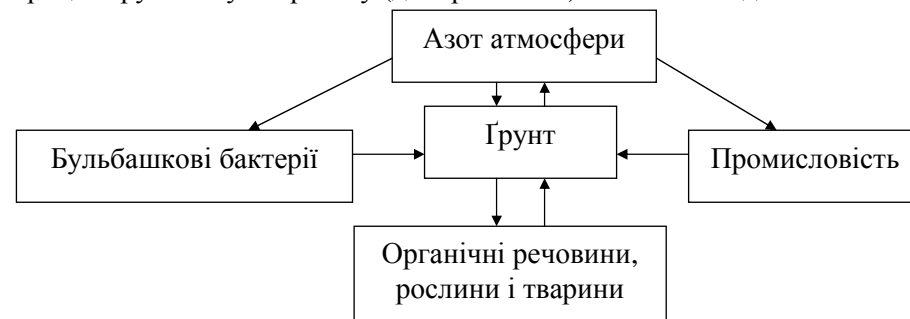 Азот атмосфери
Ґрунт
Бульбашкові бактерії
Промисловість
Органічні речовини,
рослини і тварини